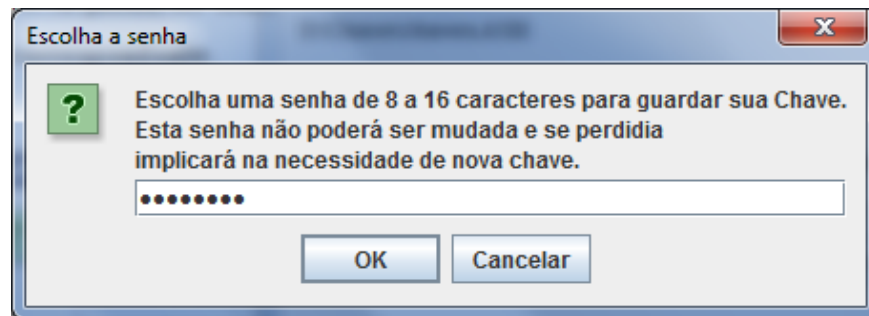 Escolha a senha
Escolha uma senha de 8 a 16 caracteres para guardar sua Chave.
Esta senha não poderá ser mudada e se perdidia
implicará na necessidade de nova chave.
••••••••
OK Cancelar